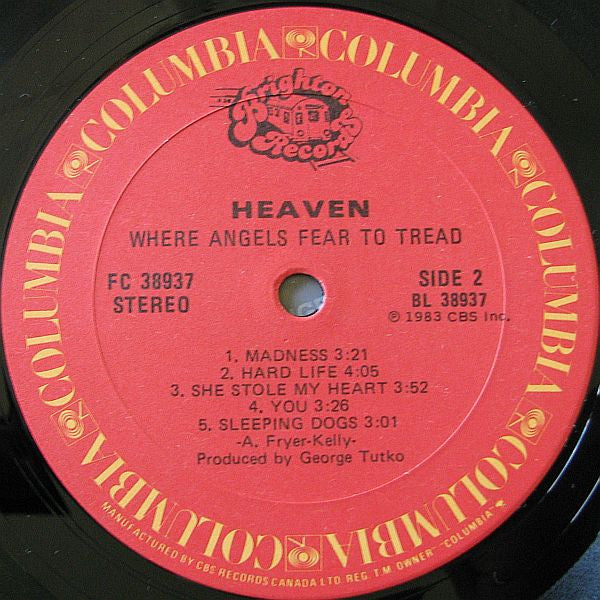 COLUMBIA COLUMBIA COLUMBIA COLUMBIA COLUMBIA COLUMBIA
Brighton Records
HEAVEN
WHERE ANGELS FEAR TO TREAD
FC 38937
STEREO
SIDE 2
BL 38937
℗ 1983 CBS Inc.
1. MADNESS 3:21
2. HARD LIFE 4:05
3. SHE STOLE MY HEART 3:52
4. YOU 3:26
5. SLEEPING DOGS 3:01
-A. Fryer-Kelly-
Produced by George Tutko
MANUFACTURED BY CBS RECORDS CANADA LTD. REG. T.M. OWNER "COLUMBIA"